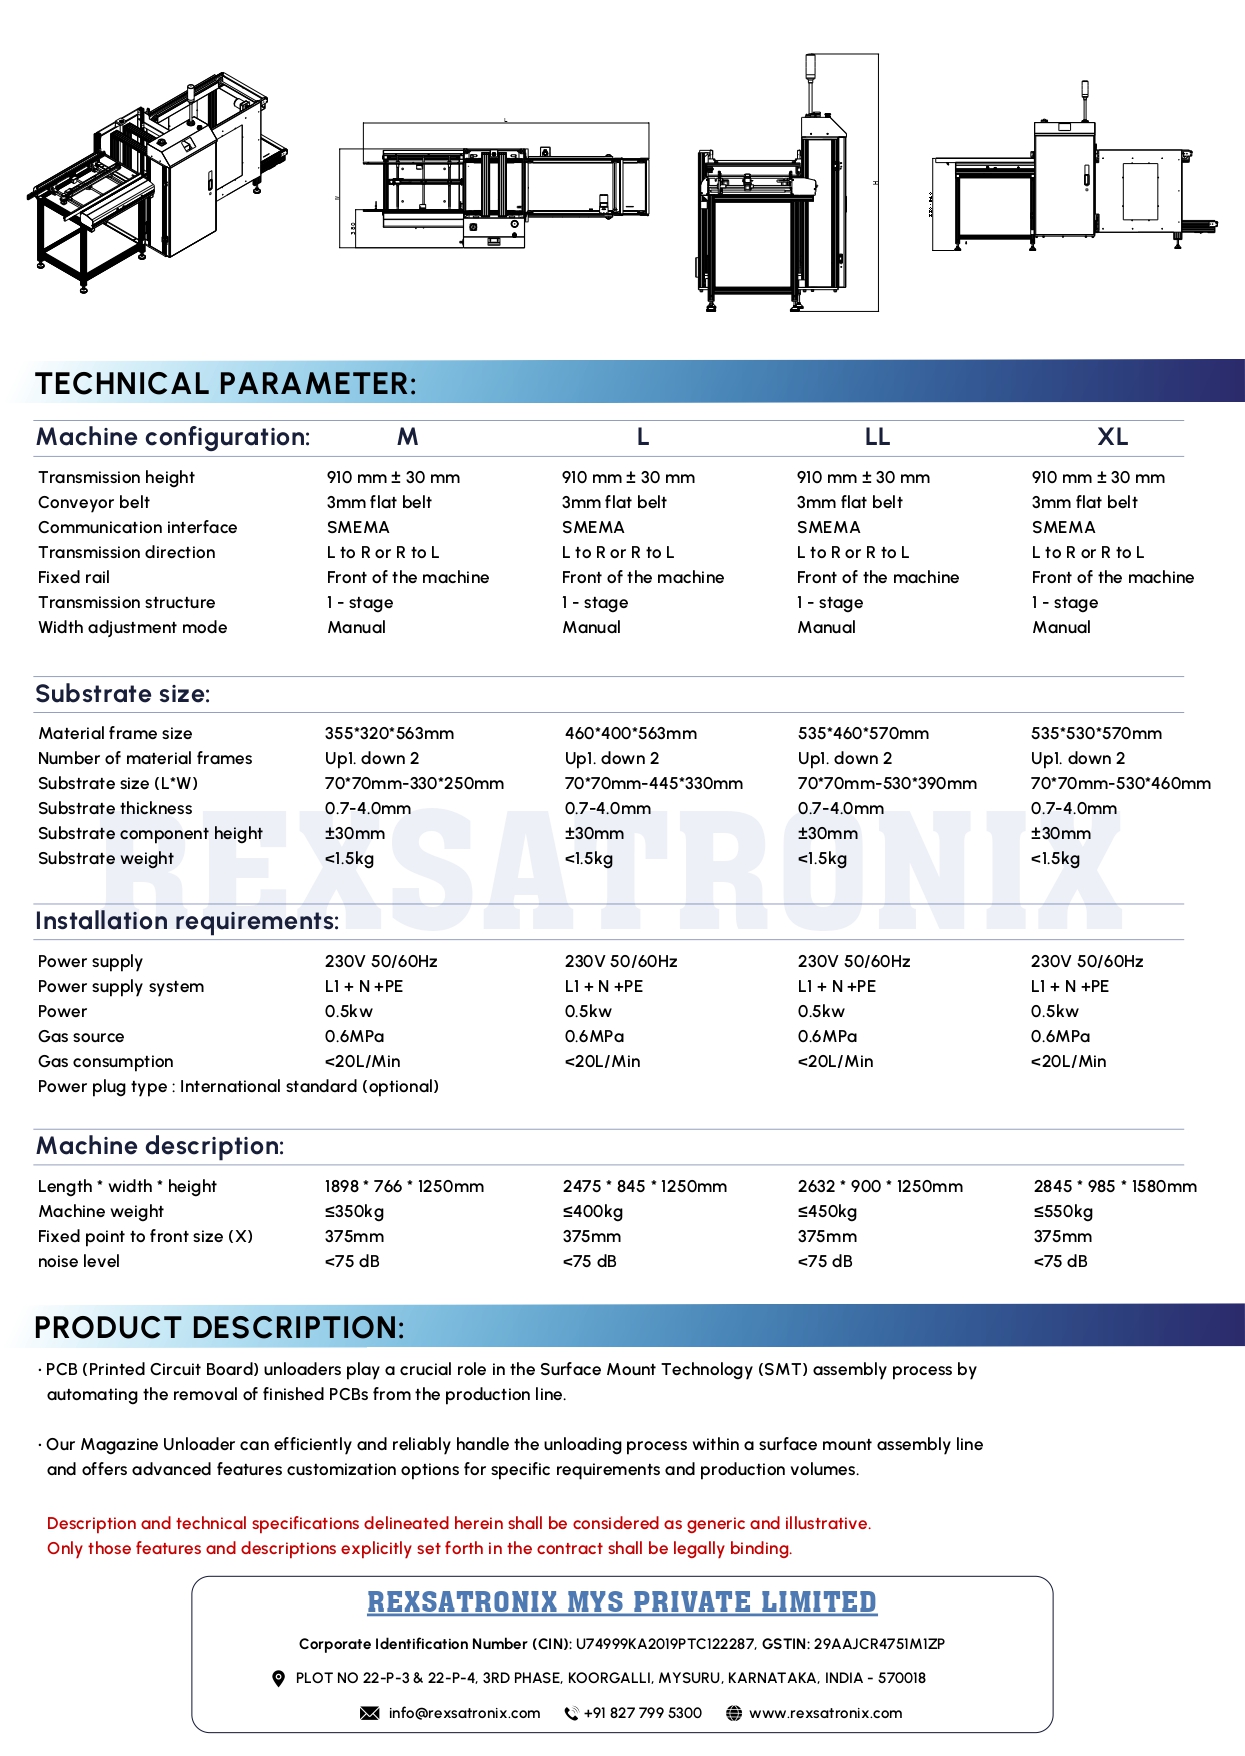 L
W
380
H
TECHNICAL PARAMETER:
Machine configuration: M L LL XL
Transmission height 910 mm ± 30 mm 910 mm ± 30 mm 910 mm ± 30 mm 910 mm ± 30 mm
Conveyor belt 3mm flat belt 3mm flat belt 3mm flat belt 3mm flat belt
Communication interface SMEMA SMEMA SMEMA SMEMA
Transmission direction L to R or R to L L to R or R to L L to R or R to L L to R or R to L
Fixed rail Front of the machine Front of the machine Front of the machine Front of the machine
Transmission structure 1 - stage 1 - stage 1 - stage 1 - stage
Width adjustment mode Manual Manual Manual Manual
Substrate size:
Material frame size 355*320*563mm 460*400*563mm 535*460*570mm 535*530*570mm
Number of material frames Up1. down 2 Up1. down 2 Up1. down 2 Up1. down 2
Substrate size (L*W) 70*70mm-330*250mm 70*70mm-445*330mm 70*70mm-530*390mm 70*70mm-530*460mm
Substrate thickness 0.7-4.0mm 0.7-4.0mm 0.7-4.0mm 0.7-4.0mm
Substrate component height ±30mm ±30mm ±30mm ±30mm
Substrate weight <1.5kg <1.5kg <1.5kg <1.5kg
REXSATRONIX
Installation requirements:
Power supply 230V 50/60Hz 230V 50/60Hz 230V 50/60Hz 230V 50/60Hz
Power supply system L1 + N +PE L1 + N +PE L1 + N +PE L1 + N +PE
Power 0.5kw 0.5kw 0.5kw 0.5kw
Gas source 0.6MPa 0.6MPa 0.6MPa 0.6MPa
Gas consumption <20L/Min <20L/Min <20L/Min <20L/Min
Power plug type : International standard (optional)
Machine description:
Length * width * height 1898 * 766 * 1250mm 2475 * 845 * 1250mm 2632 * 900 * 1250mm 2845 * 985 * 1580mm
Machine weight ≤350kg ≤400kg ≤450kg ≤550kg
Fixed point to front size (X) 375mm 375mm 375mm 375mm
noise level <75 dB <75 dB <75 dB <75 dB
PRODUCT DESCRIPTION:
· PCB (Printed Circuit Board) unloaders play a crucial role in the Surface Mount Technology (SMT) assembly process by
automating the removal of finished PCBs from the production line.
· Our Magazine Unloader can efficiently and reliably handle the unloading process within a surface mount assembly line
and offers advanced features customization options for specific requirements and production volumes.
Description and technical specifications delineated herein shall be considered as generic and illustrative.
Only those features and descriptions explicitly set forth in the contract shall be legally binding.
REXSATRONIX MYS PRIVATE LIMITED
Corporate Identification Number (CIN): U74999KA2019PTC122287, GSTIN: 29AAJCR4751M1ZP
PLOT NO 22-P-3 & 22-P-4, 3RD PHASE, KOORGALLI, MYSURU, KARNATAKA, INDIA - 570018
info@rexsatronix.com +91 827 799 5300 www.rexsatronix.com